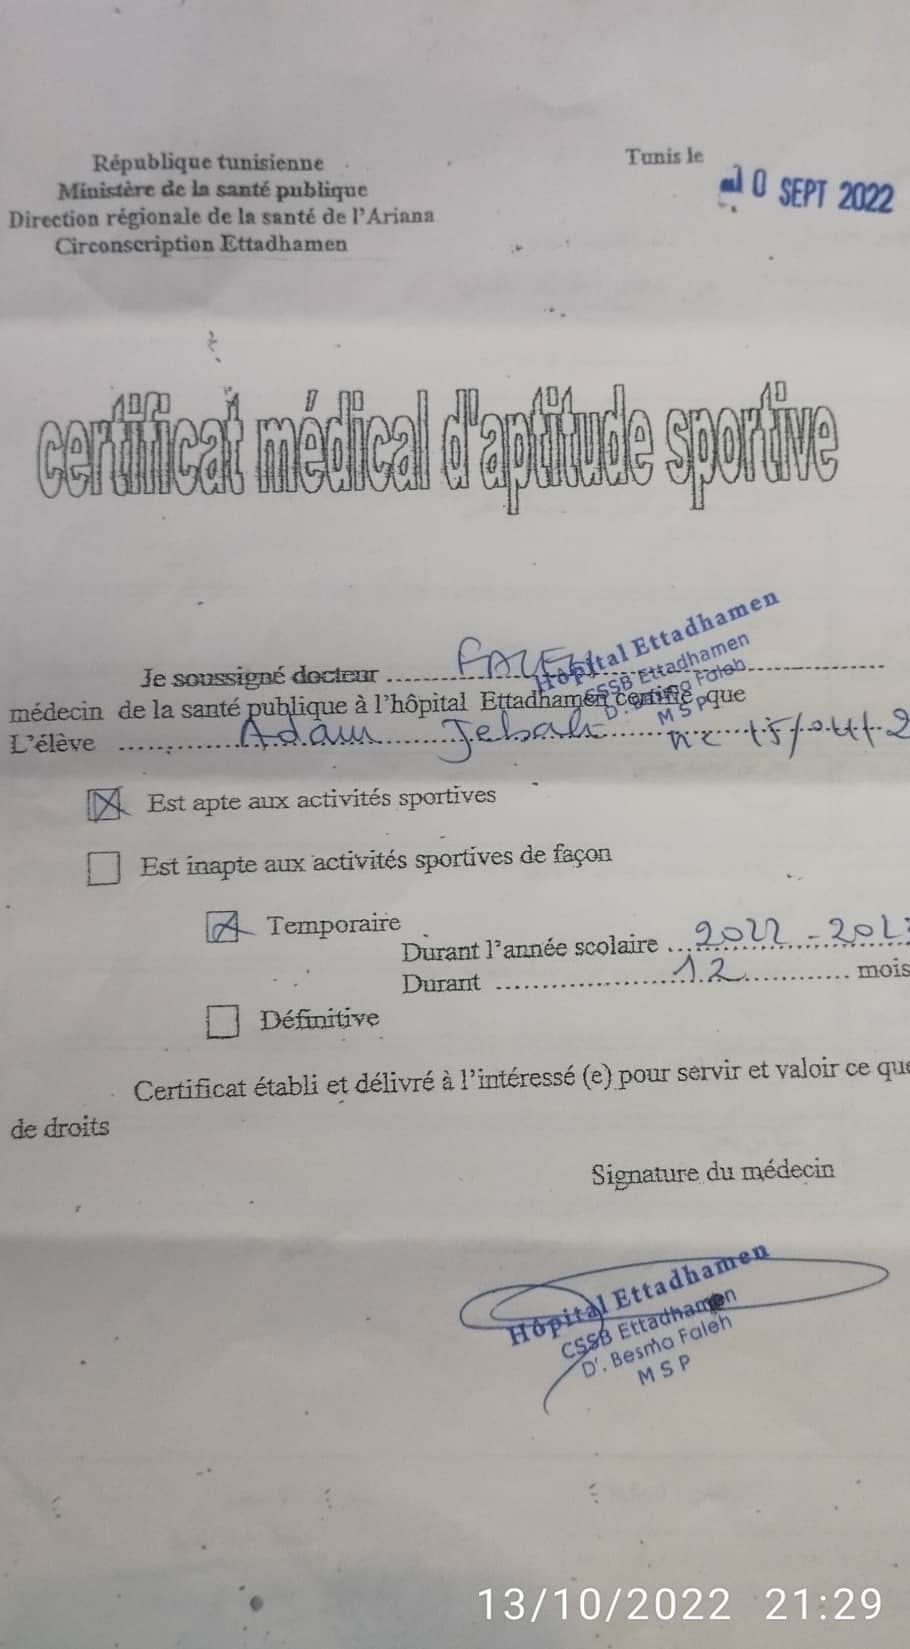 République tunisienne
Ministère de la santé publique
Direction régionale de la santé de l'Ariana
Circonscription Ettadhamen
Tunis le
0 SEPT 2022
certificat médical d'aptitude sportive
Je soussigné docteur
Hôpital Ettadhamen
CSSB Ettadhamen
Faleh
M S P
médecin de la santé publique à l'hôpital Ettadhamen certifie que
L'élève Adam Jebali
Est apte aux activités sportives
Est inapte aux activités sportives de façon
Temporaire
Durant l'année scolaire 2022 - 202
Durant 12 mois
Définitive
Certificat établi et délivré à l'intéressé (e) pour servir et valoir ce que
de droits
Signature du médecin
Hôpital Ettadhamen
CSSB Ettadhamen
Dr. Besma Faleh
M S P
13/10/2022 21:29